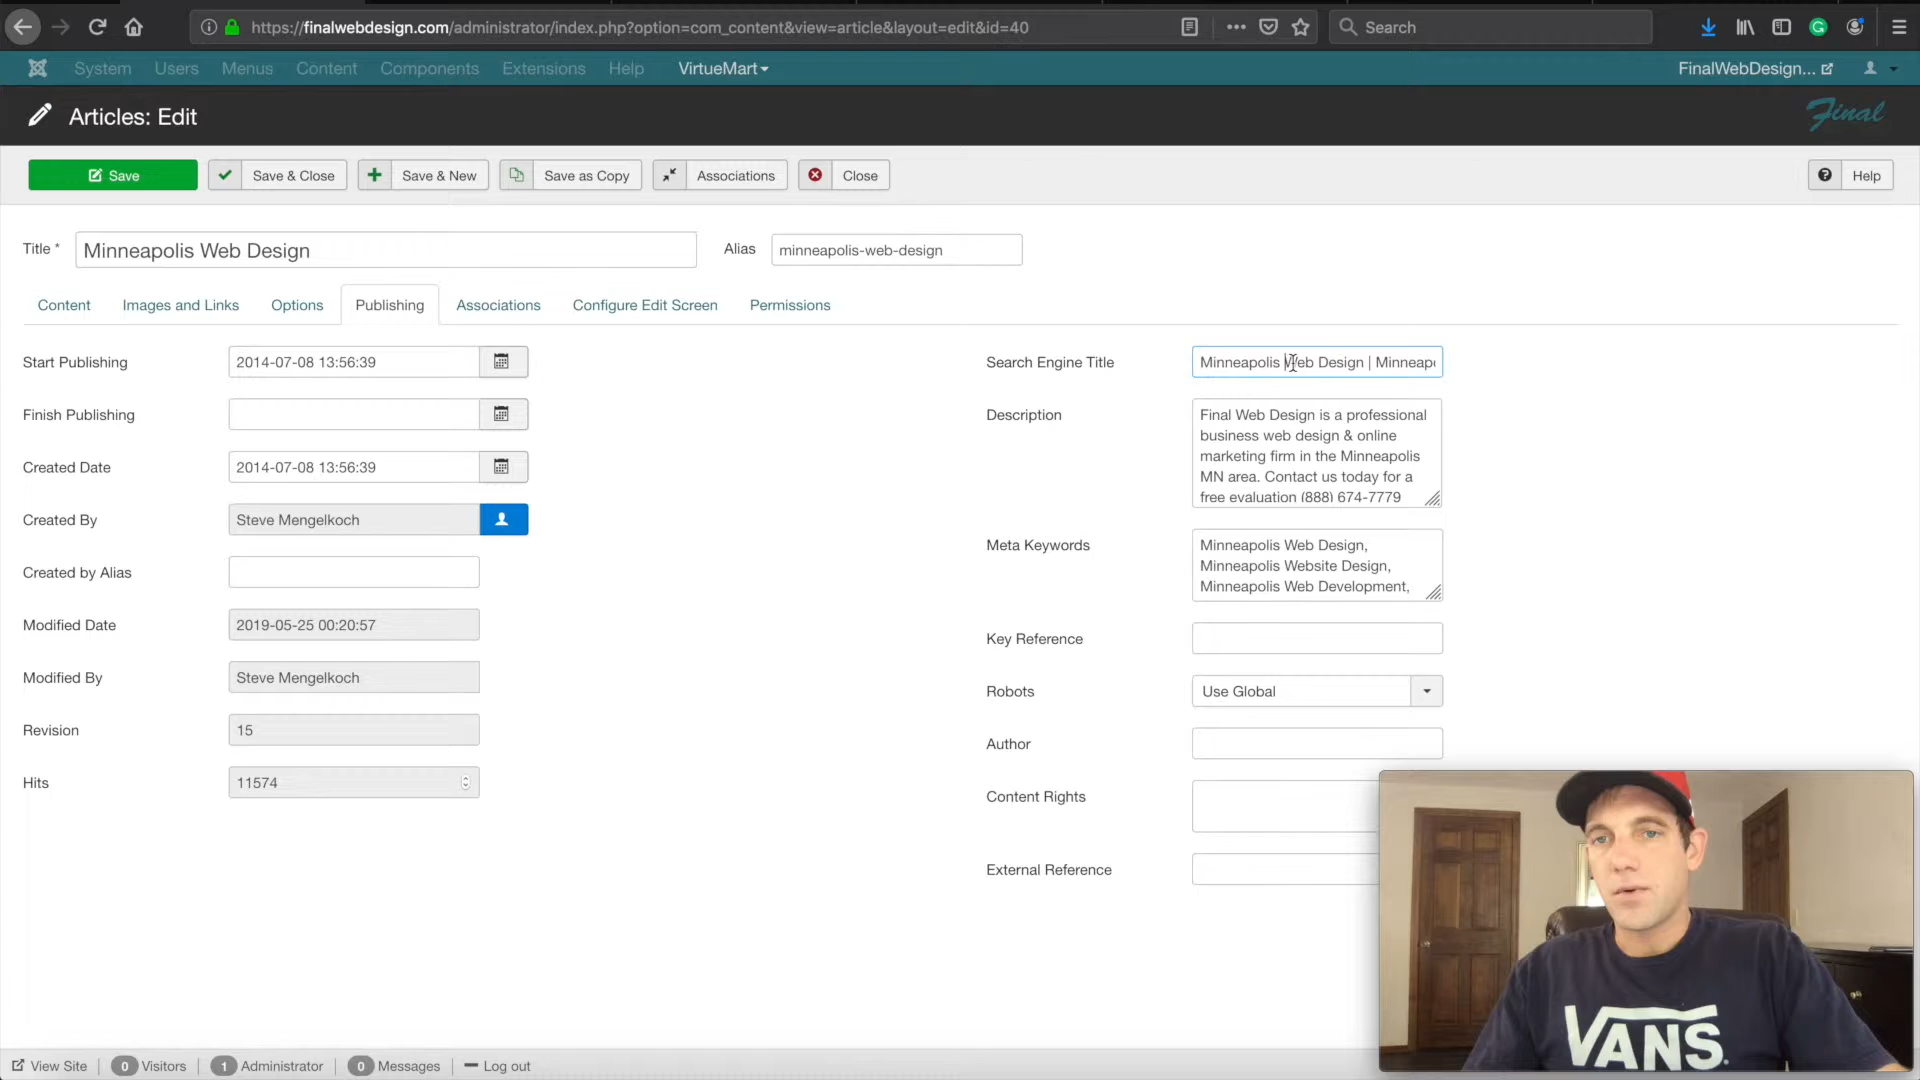 https://finalwebdesign.com/administrator/index.php?option=com_content&view=article&layout=edit&id=40
Search
System Users Menus Content Components Extensions Help VirtueMart
FinalWebDesign...
Articles: Edit
Final
Save
Save & Close
Save & New
Save as Copy
Associations
Close
Help
Title * Minneapolis Web Design
Alias minneapolis-web-design
Content Images and Links Options Publishing Associations Configure Edit Screen Permissions
Start Publishing 2014-07-08 13:56:39
Finish Publishing
Created Date 2014-07-08 13:56:39
Created By Steve Mengelkoch
Created by Alias
Modified Date 2019-05-25 00:20:57
Modified By Steve Mengelkoch
Revision 15
Hits 11574
Search Engine Title Minneapolis Web Design | Minneap
Description Final Web Design is a professional
business web design & online
marketing firm in the Minneapolis
MN area. Contact us today for a
free evaluation (888) 674-7779
Meta Keywords Minneapolis Web Design,
Minneapolis Website Design,
Minneapolis Web Development,
Key Reference
Robots Use Global
Author
Content Rights
External Reference
VANS
View Site 0 Visitors 1 Administrator 0 Messages Log out